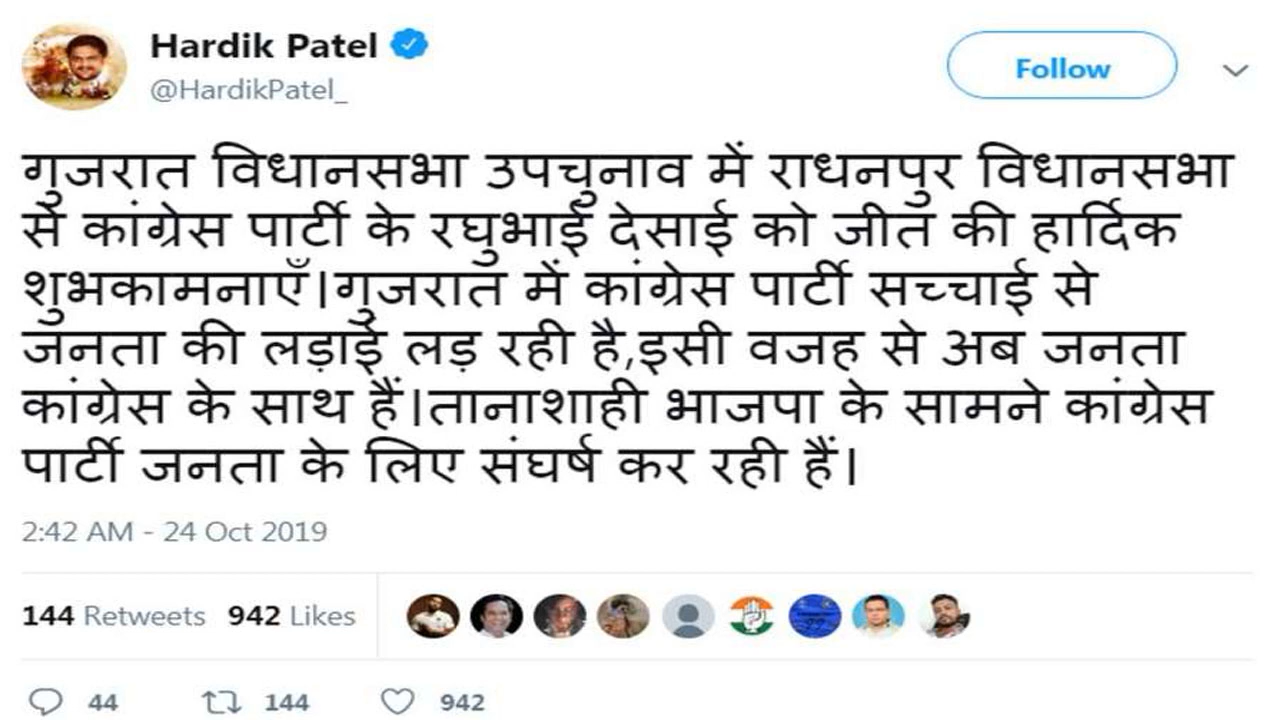 Hardik Patel
@HardikPatel_
Follow
गुजरात विधानसभा उपचुनाव में राधनपुर विधानसभा
से कांग्रेस पार्टी के रघुभाई देसाई को जीत की हार्दिक
शुभकामनाएँ।गुजरात में कांग्रेस पार्टी सच्चाई से
जनता की लड़ाई लड़ रही है,इसी वजह से अब जनता
कांग्रेस के साथ हैं।तानाशाही भाजपा के सामने कांग्रेस
पार्टी जनता के लिए संघर्ष कर रही हैं।
2:42 AM - 24 Oct 2019
144 Retweets 942 Likes
44 144 942